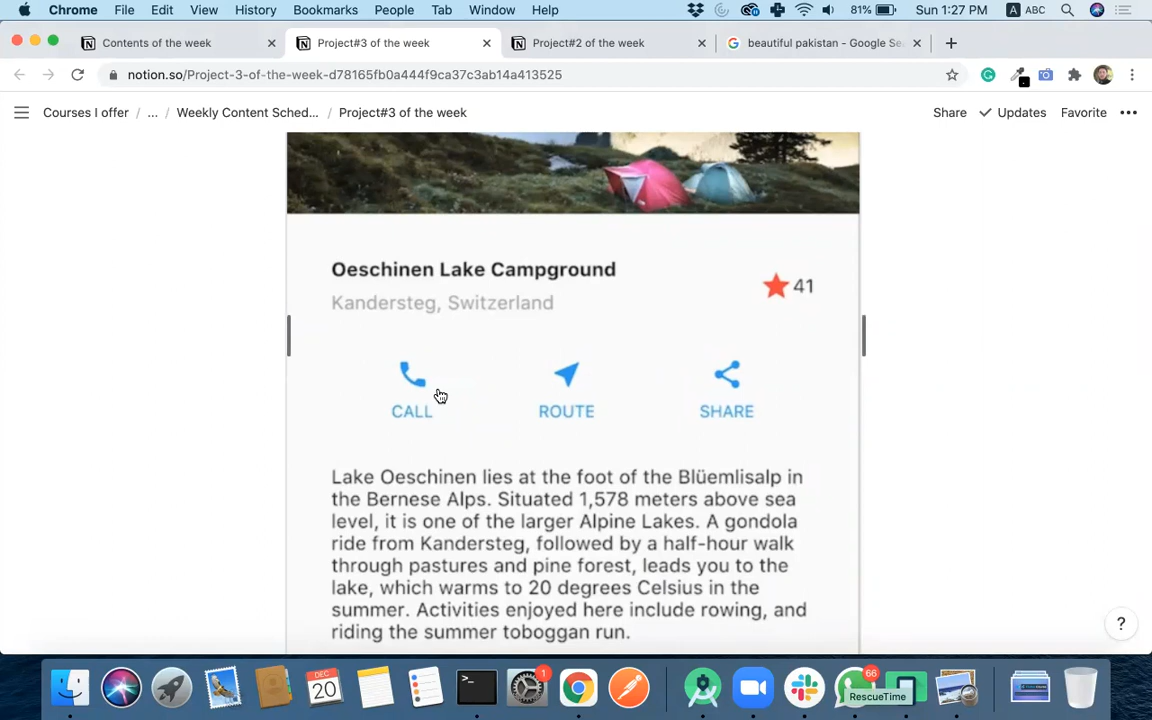 Chrome File Edit View History Bookmarks People Tab Window Help 81% Sun 1:27 PM A ABC
Contents of the week Project#3 of the week Project#2 of the week beautiful pakistan - Google Se
notion.so/Project-3-of-the-week-d78165fb0a444f9ca37c3ab14a413525
Courses I offer / ... / Weekly Content Sched... / Project#3 of the week Share Updates Favorite
Oeschinen Lake Campground
41
Kandersteg, Switzerland
CALL ROUTE SHARE
Lake Oeschinen lies at the foot of the Blüemlisalp in
the Bernese Alps. Situated 1,578 meters above sea
level, it is one of the larger Alpine Lakes. A gondola
ride from Kandersteg, followed by a half-hour walk
through pastures and pine forest, leads you to the
lake, which warms to 20 degrees Celsius in the
summer. Activities enjoyed here include rowing, and
riding the summer toboggan run.
?
DEC
20
1
66
RescueTime